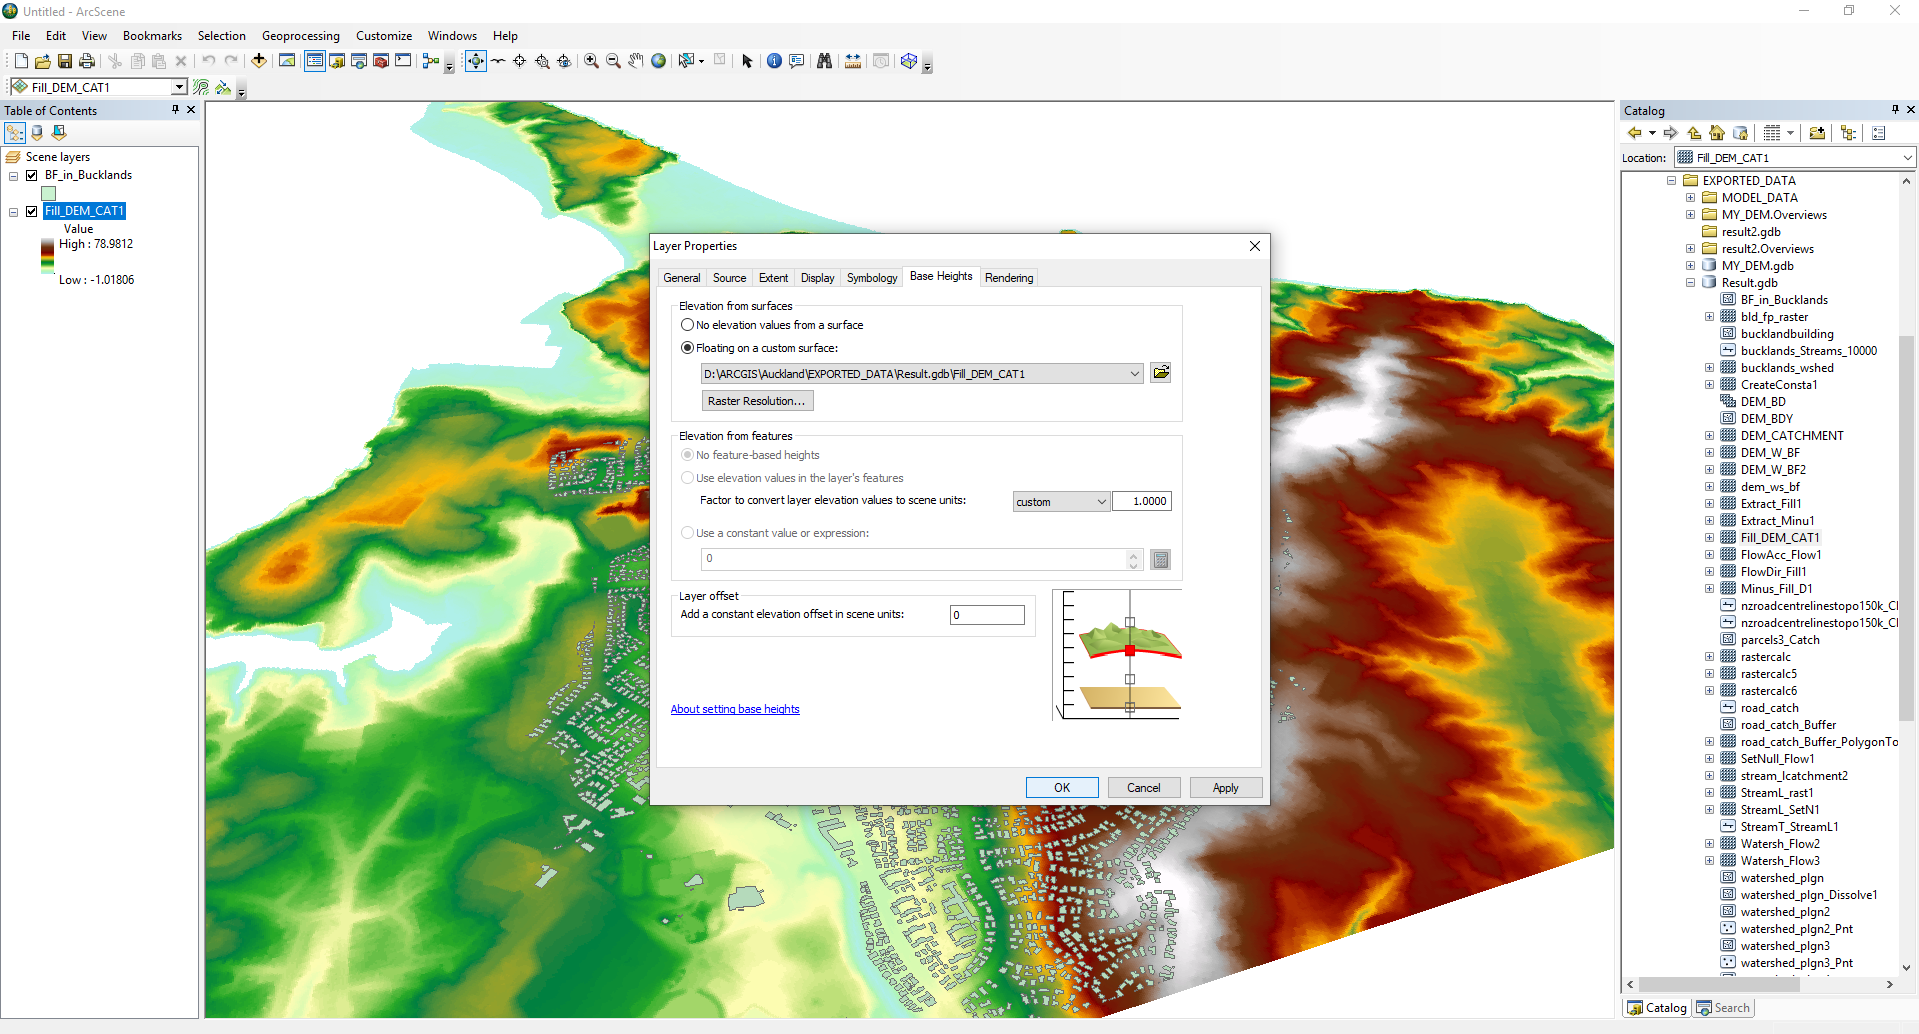 Untitled - ArcScene
File Edit View Bookmarks Selection Geoprocessing Customize Windows Help
Fill_DEM_CAT1
Table of Contents
Scene layers
BF_in_Bucklands
Fill_DEM_CAT1
Value
High : 78.9812
Low : -1.01806
Layer Properties
General Source Extent Display Symbology Base Heights Rendering
Elevation from surfaces
No elevation values from a surface
Floating on a custom surface:
D:\ARCGIS\Auckland\EXPORTED_DATA\Result.gdb\Fill_DEM_CAT1
Raster Resolution...
Elevation from features
No feature-based heights
Use elevation values in the layer's features
Factor to convert layer elevation values to scene units: custom 1.0000
Use a constant value or expression:
0
Layer offset
Add a constant elevation offset in scene units: 0
About setting base heights
OK Cancel Apply
Catalog
Location: Fill_DEM_CAT1
EXPORTED_DATA
MODEL_DATA
MY_DEM.Overviews
result2.gdb
result2.Overviews
MY_DEM.gdb
Result.gdb
BF_in_Bucklands
bld_fp_raster
bucklandbuilding
bucklands_Streams_10000
bucklands_wshed
CreateConsta1
DEM_BD
DEM_BDY
DEM_CATCHMENT
DEM_W_BF
DEM_W_BF2
dem_ws_bf
Extract_Fill1
Extract_Minu1
Fill_DEM_CAT1
FlowAcc_Flow1
FlowDir_Fill1
Minus_Fill_D1
nzroadcentrelinestopo150k_Cl
nzroadcentrelinestopo150k_Cl
parcels3_Catch
rastercalc
rastercalc5
rastercalc6
road_catch
road_catch_Buffer
road_catch_Buffer_PolygonTo
SetNull_Flow1
stream_lcatchment2
StreamL_rast1
StreamL_SetN1
StreamT_StreamL1
Watersh_Flow2
Watersh_Flow3
watershed_plgn
watershed_plgn_Dissolve1
watershed_plgn2
watershed_plgn2_Pnt
watershed_plgn3
watershed_plgn3_Pnt
Catalog Search